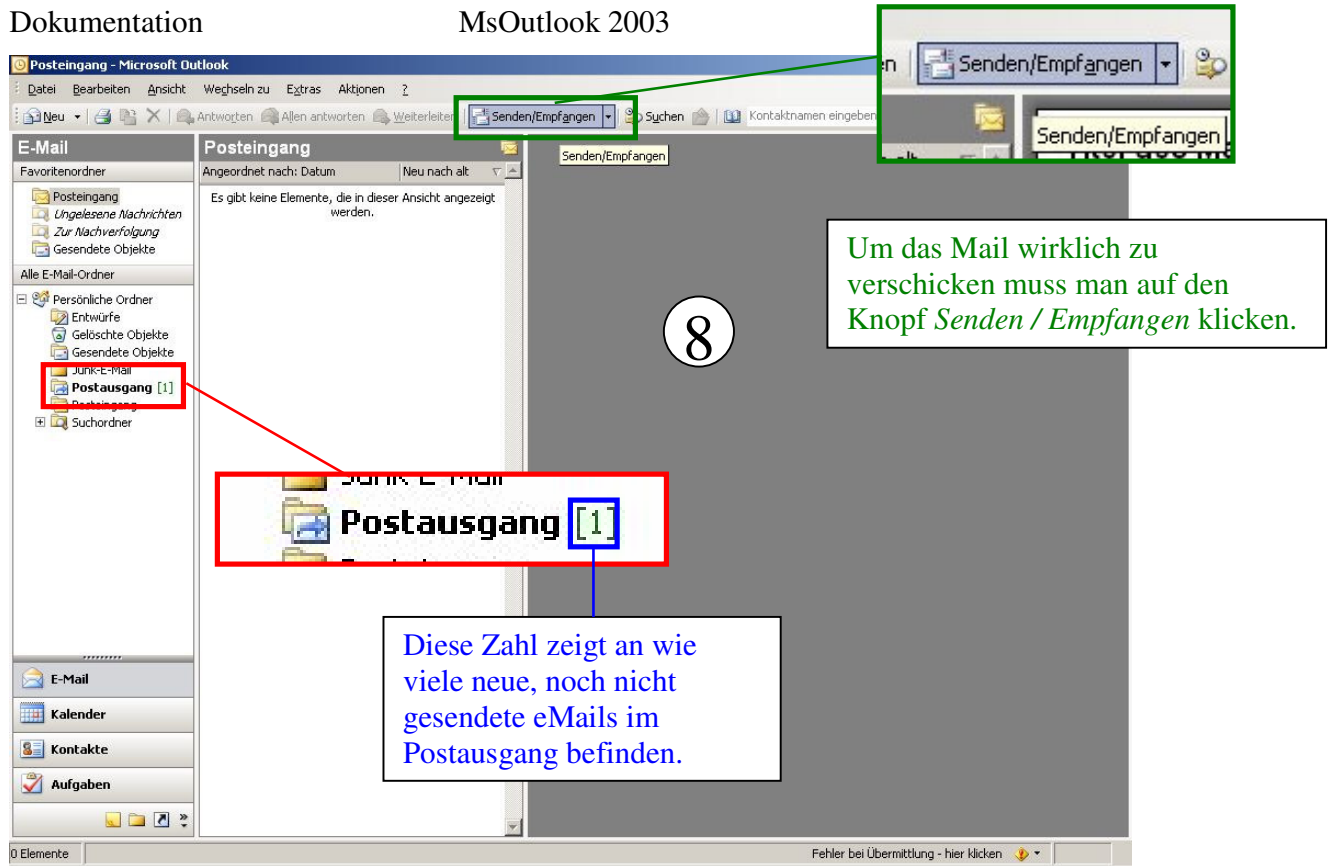 Dokumentation MsOutlook 2003
Posteingang - Microsoft Outlook
Datei Bearbeiten Ansicht Wechseln zu Extras Aktionen ?
Neu Antworten Allen antworten Weiterleiten Senden/Empfangen Suchen Kontaktnamen eingeben
Senden/Empfangen
Senden/Empfangen
Senden/Empfangen
E-Mail
Favoritenordner
Posteingang
Ungelesene Nachrichten
Zur Nachverfolgung
Gesendete Objekte
Alle E-Mail-Ordner
Persönliche Ordner
Entwürfe
Gelöschte Objekte
Gesendete Objekte
Junk-E-Mail
Postausgang [1]
Posteingang
Suchordner
Posteingang
Angeordnet nach: Datum Neu nach alt
Es gibt keine Elemente, die in dieser Ansicht angezeigt
werden.
Um das Mail wirklich zu
verschicken muss man auf den
Knopf Senden / Empfangen klicken.
8
Junk-E-Mail
Postausgang [1]
Diese Zahl zeigt an wie
viele neue, noch nicht
gesendete eMails im
Postausgang befinden.
E-Mail
Kalender
Kontakte
Aufgaben
0 Elemente Fehler bei Übermittlung - hier klicken